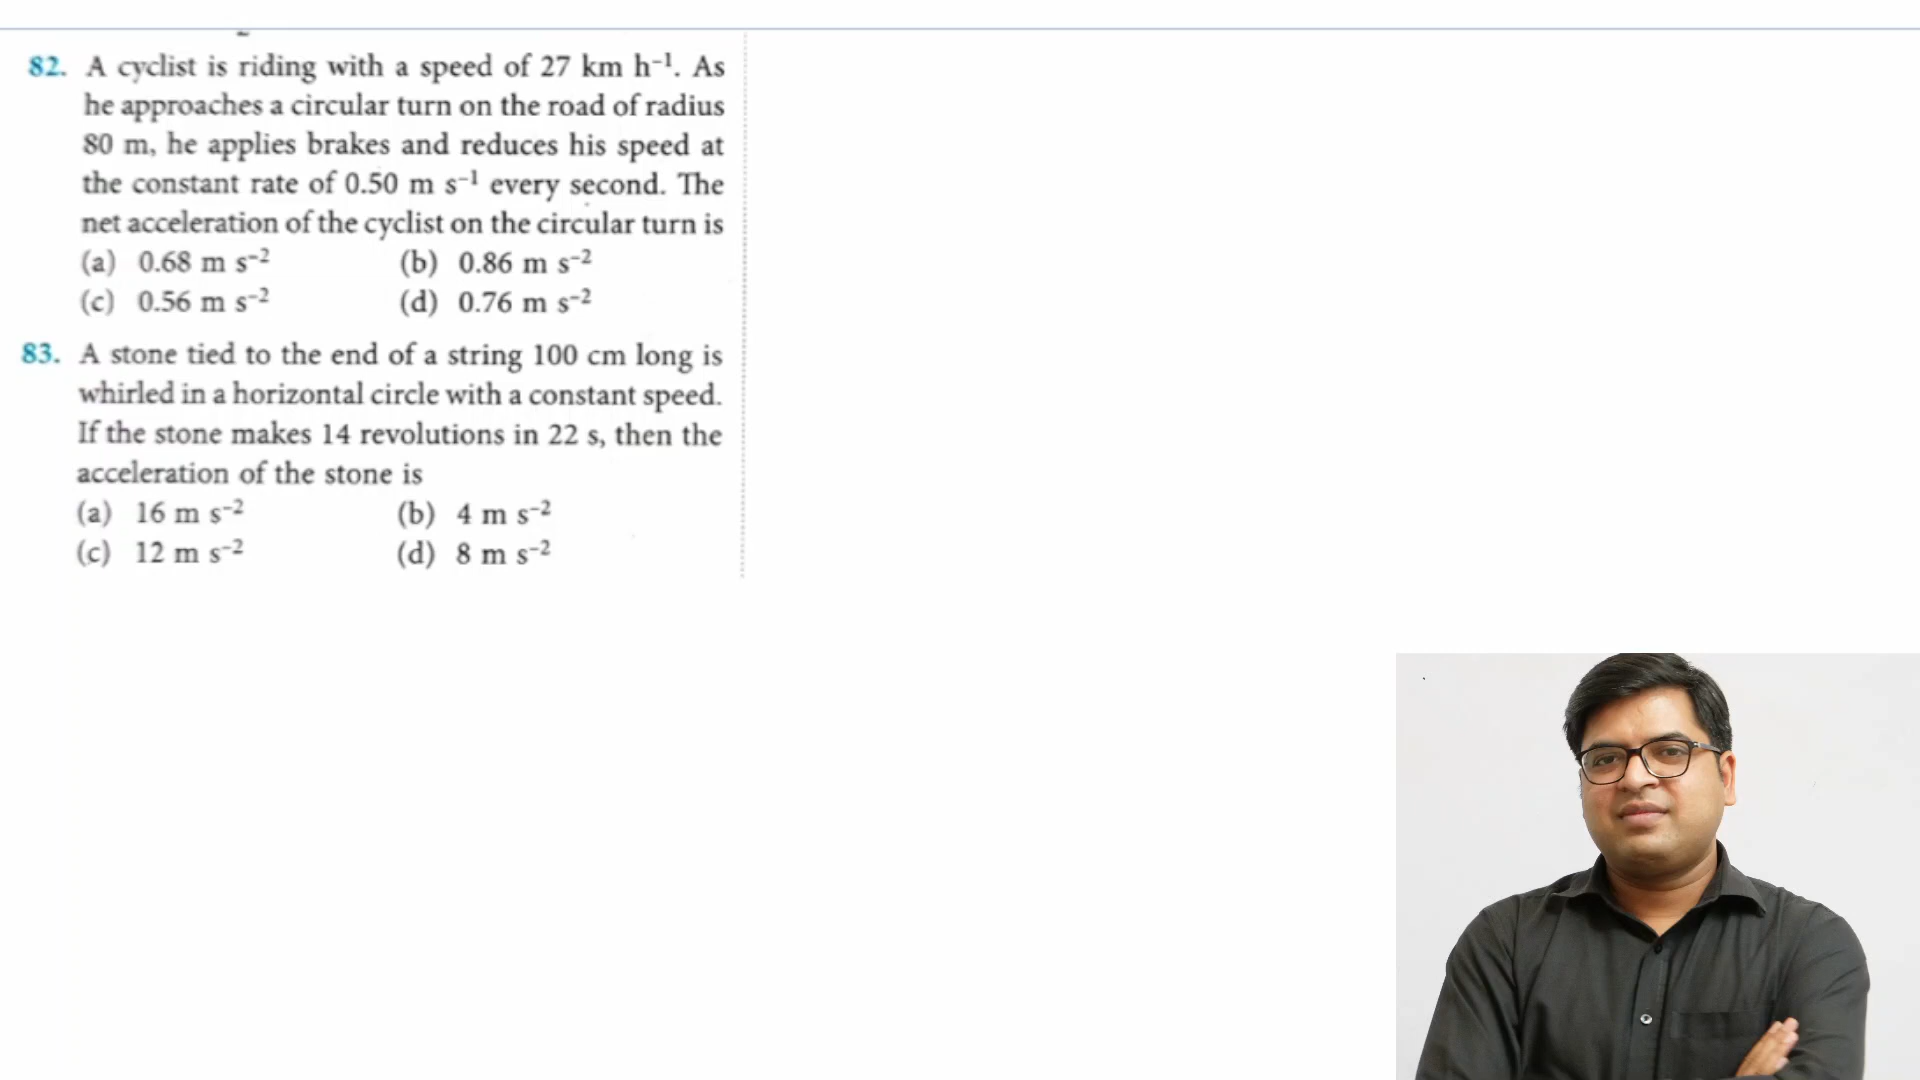 82. A cyclist is riding with a speed of 27 km h⁻¹. As
he approaches a circular turn on the road of radius
80 m, he applies brakes and reduces his speed at
the constant rate of 0.50 m s⁻¹ every second. The
net acceleration of the cyclist on the circular turn is
(a) 0.68 m s⁻² (b) 0.86 m s⁻²
(c) 0.56 m s⁻² (d) 0.76 m s⁻²
83. A stone tied to the end of a string 100 cm long is
whirled in a horizontal circle with a constant speed.
If the stone makes 14 revolutions in 22 s, then the
acceleration of the stone is
(a) 16 m s⁻² (b) 4 m s⁻²
(c) 12 m s⁻² (d) 8 m s⁻²